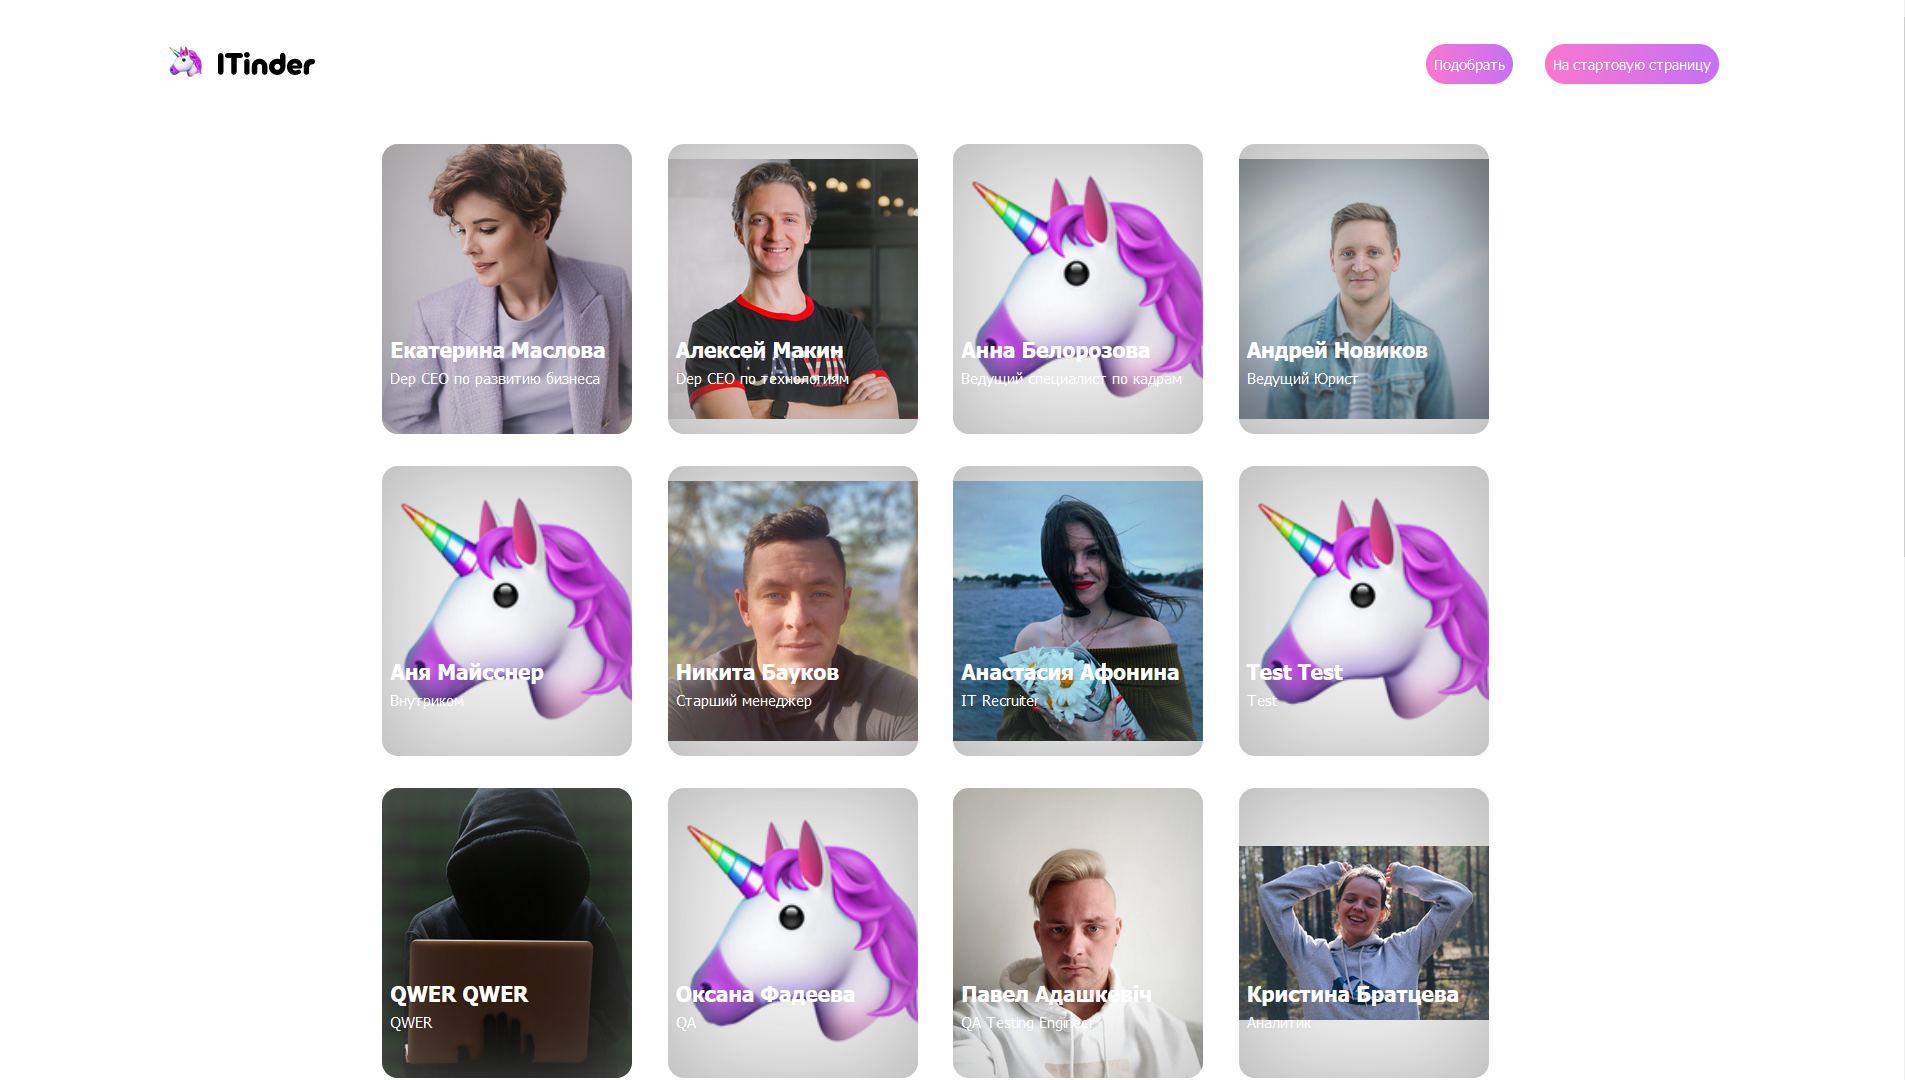 ITinder
Подобрать
На стартовую страницу
Екатерина Маслова
Dep CEO по развитию бизнеса
Алексей Макин
Dep CEO по технологиям
Анна Белорозова
Ведущий специалист по кадрам
Андрей Новиков
Ведущий Юрист
Аня Майсснер
Внутриком
Никита Бауков
Старший менеджер
Анастасия Афонина
IT Recruiter
Test Test
Test
QWER QWER
QWER
Оксана Фадеева
QA
Павел Адашкевiч
QA Testing Engineer
Кристина Братцева
Аналитик